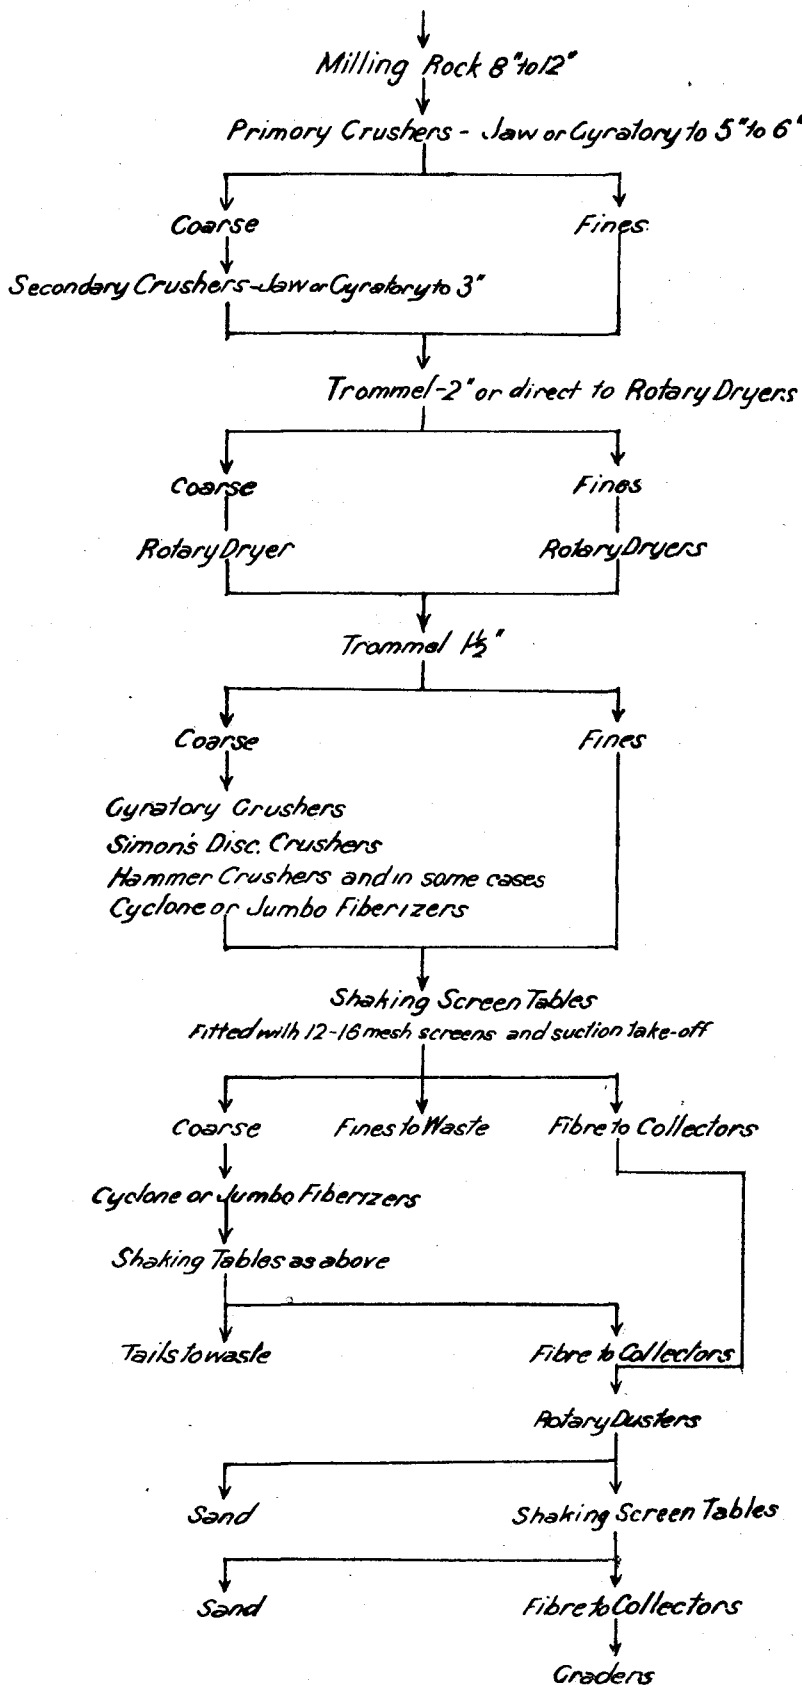 Milling Rock 8" to 12"
Primary Crushers - Jaw or Gyratory to 5" to 6"
Coarse
Fines
Secondary Crushers - Jaw or Gyratory to 3"
Trommel - 2" or direct to Rotary Dryers
Coarse
Fines
Rotary Dryer
Rotary Dryers
Trommel 1½"
Coarse
Fines
Gyratory Crushers
Simon's Disc. Crushers
Hammer Crushers and in some cases
Cyclone or Jumbo Fiberizers
Shaking Screen Tables
Fitted with 12-16 mesh screens and suction take-off
Coarse
Fines to Waste
Fibre to Collectors
Cyclone or Jumbo Fiberizers
Shaking Tables as above
Tails to waste
Fibre to Collectors
Rotary Dusters
Sand
Shaking Screen Tables
Sand
Fibre to Collectors
Graders